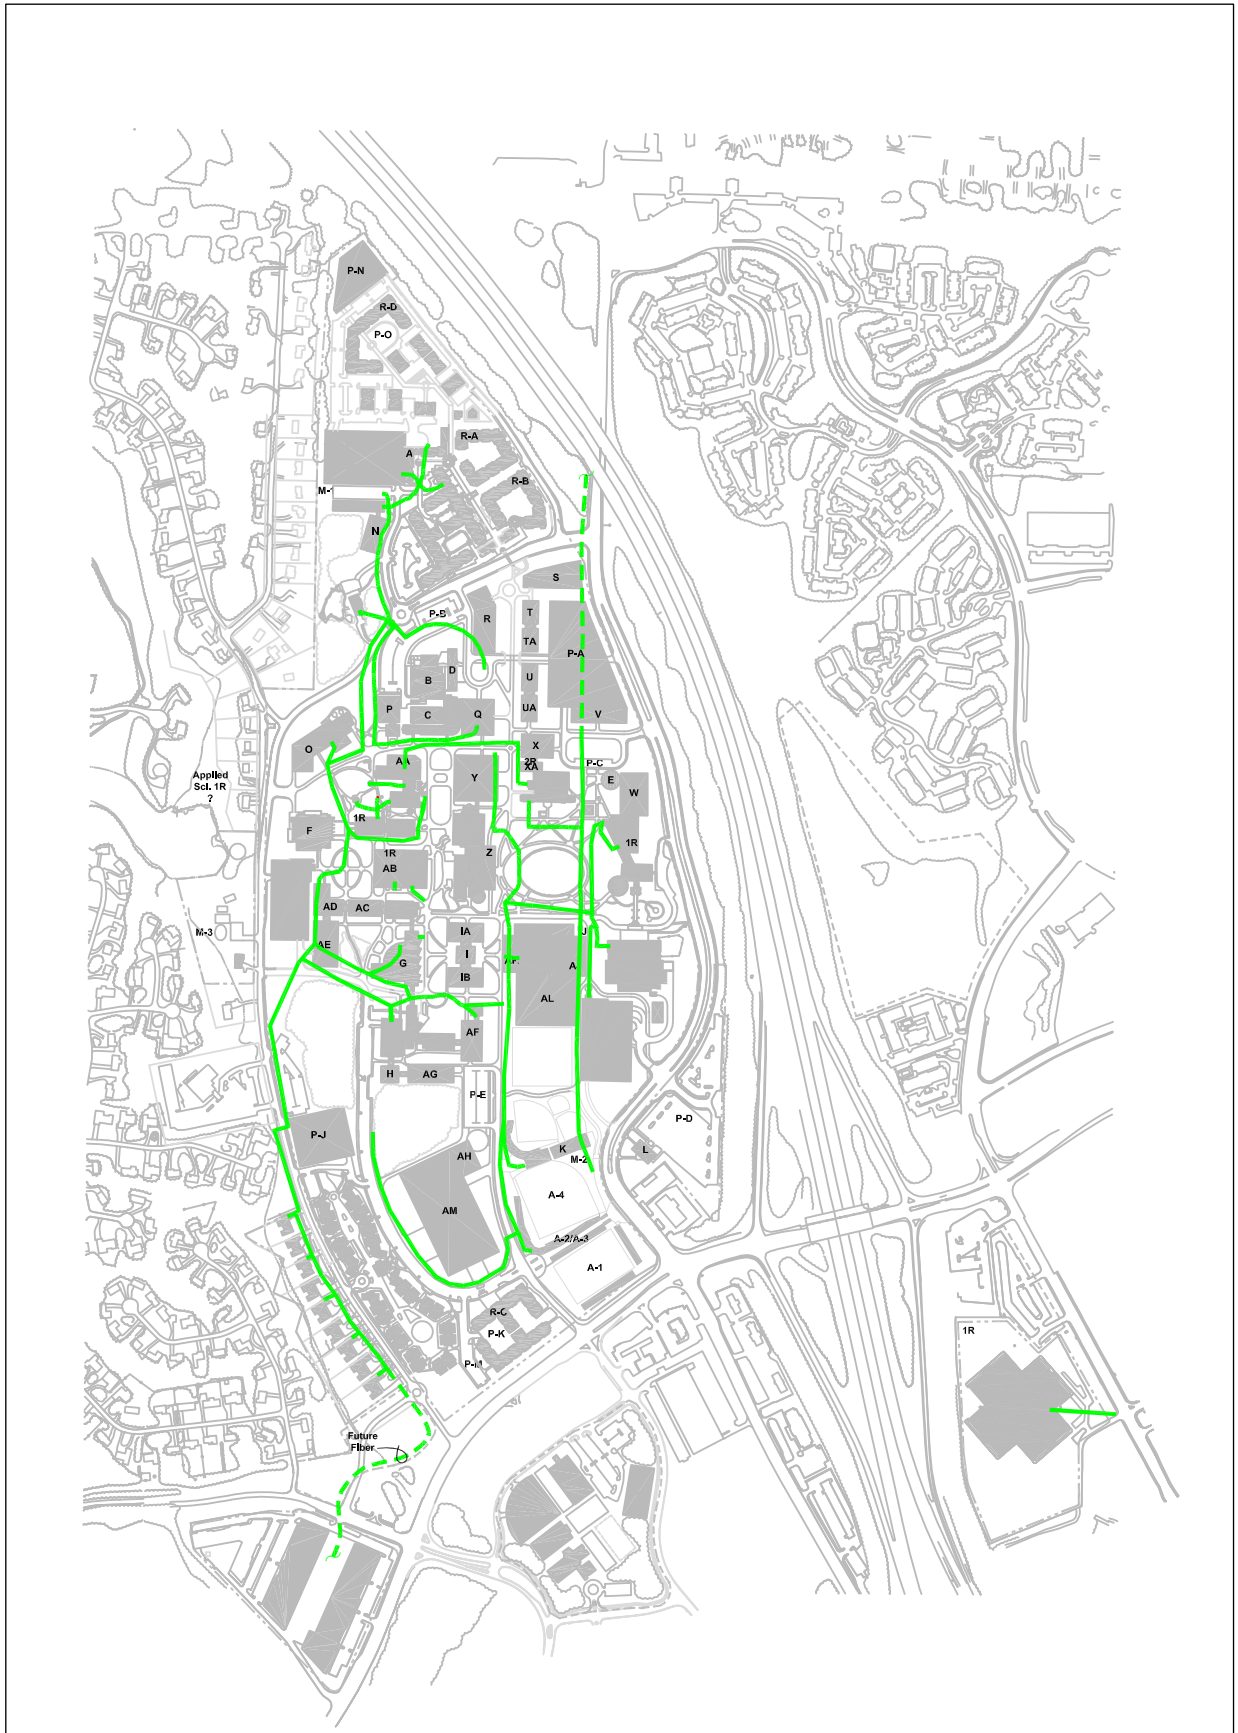 P-N
R-D
P-O
R-A
A
R-B
M-1
N
S
P-B
R
T
TA
P-A
D
U
B
P
C
Q
UA
V
O
X
AA
2R
XA
P-C
Applied
Sci. 1R
?
Y
E
W
1R
F
1R
Z
1R
AB
AD
AC
M-3
IA
J
AE
I
G
A
IB
AL
AF
H
AG
P-E
P-J
P-D
K
L
AH
M-2
A-4
AM
A-2/A-3
A-1
R-C
P-K
1R
P-M
Future
Fiber